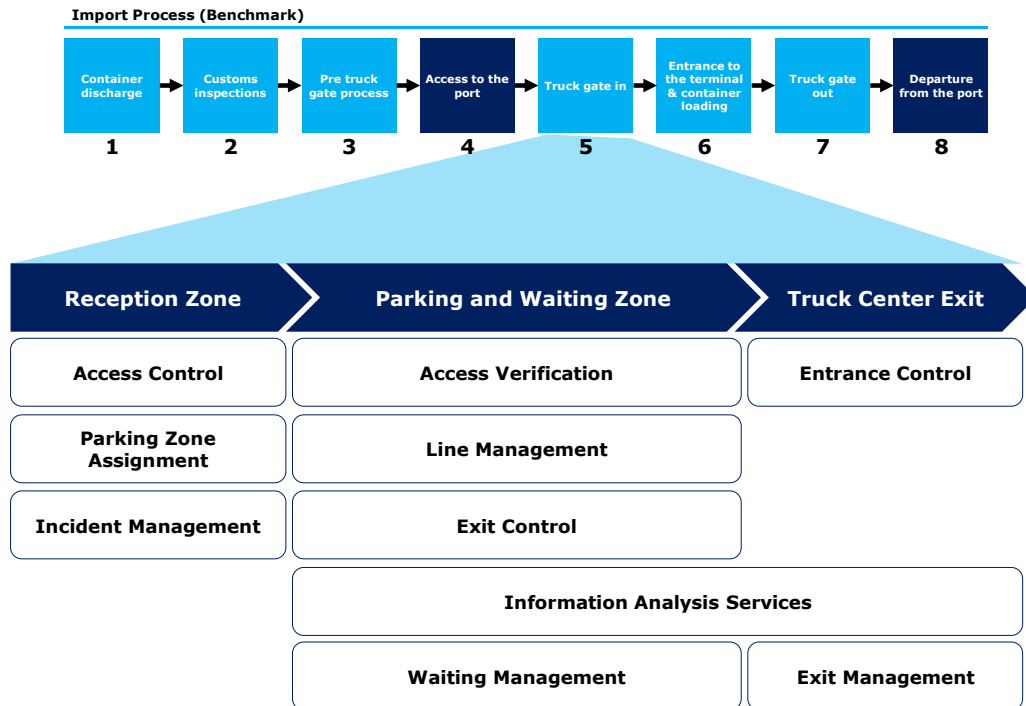 Import Process (Benchmark)
Container
discharge
Customs
inspections
Pre truck
gate process
Access to the
port
Truck gate in
Entrance to
the terminal
& container
loading
Truck gate
out
Departure
from the port
1
2
3
4
5
6
7
8
Reception Zone
Parking and Waiting Zone
Truck Center Exit
Access Control
Access Verification
Entrance Control
Parking Zone
Assignment
Line Management
Incident Management
Exit Control
Information Analysis Services
Waiting Management
Exit Management